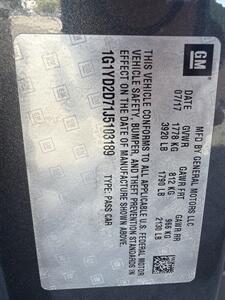 GM
MFD BY GENERAL MOTORS LLC
DATE GVWR GAWR FRT GAWR RR
07/17 1778 KG 812 KG 966 KG
3920 LB 1790 LB 2130 LB
THIS VEHICLE CONFORMS TO ALL APPLICABLE U.S. FEDERAL MOTOR
VEHICLE SAFETY, BUMPER, AND THEFT PREVENTION STANDARDS IN
EFFECT ON THE DATE OF MANUFACTURE SHOWN ABOVE.
1G1YD2D71J5103189
TYPE: PASS CAR